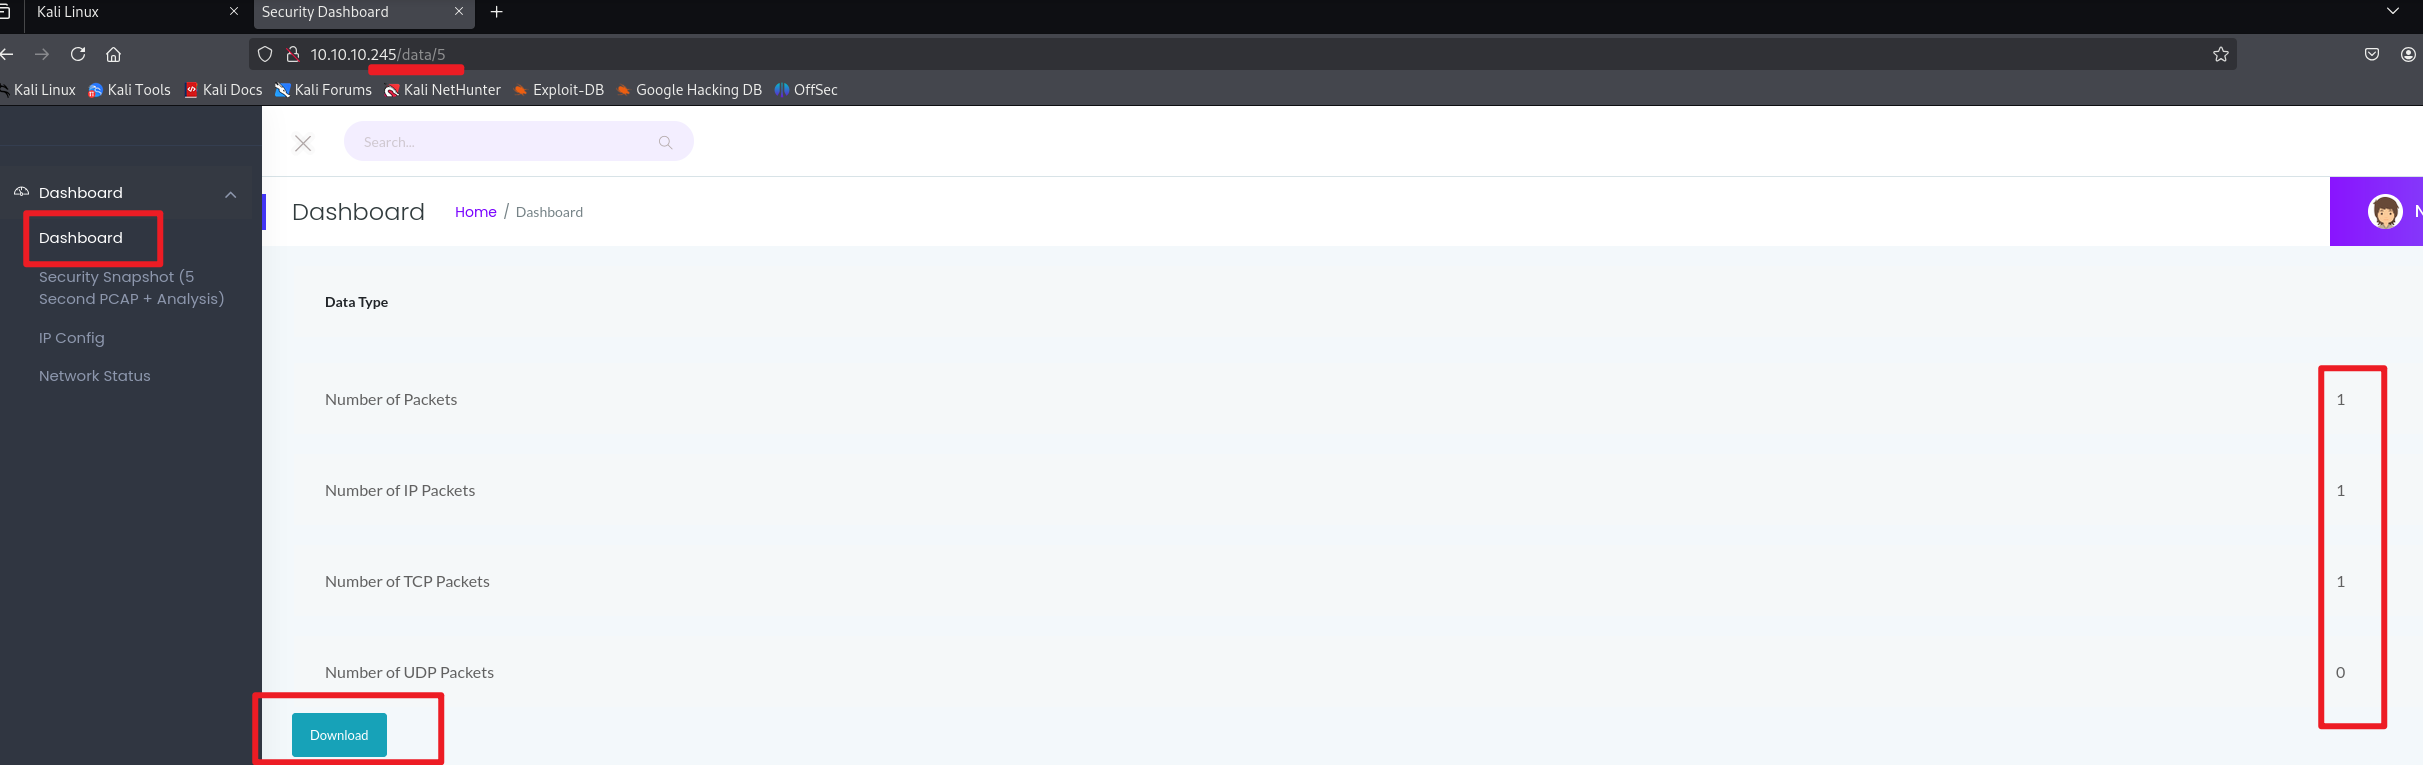 Kali Linux
Security Dashboard
10.10.10.245/data/5
Kali Linux Kali Tools Kali Docs Kali Forums Kali NetHunter Exploit-DB Google Hacking DB OffSec
Search...
Dashboard
Dashboard
Security Snapshot (5
Second PCAP + Analysis)
IP Config
Network Status
Dashboard Home / Dashboard
N
Data Type
Number of Packets 1
Number of IP Packets 1
Number of TCP Packets 1
Number of UDP Packets 0
Download